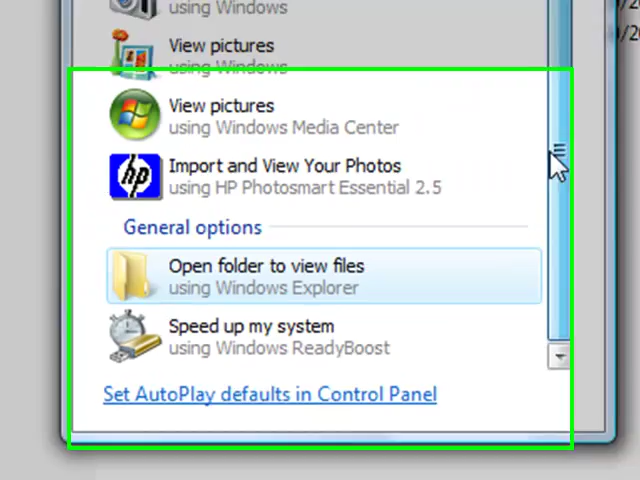 using Windows
View pictures
using Windows
View pictures
using Windows Media Center
hp
Import and View Your Photos
using HP Photosmart Essential 2.5
General options
Open folder to view files
using Windows Explorer
Speed up my system
using Windows ReadyBoost
Set AutoPlay defaults in Control Panel